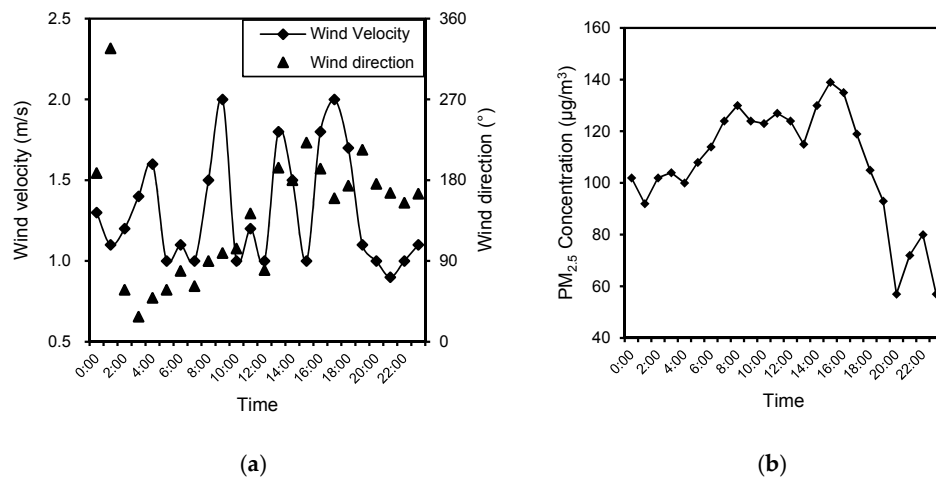 2.5
2.0
1.5
1.0
0.5
Wind velocity (m/s)
Wind Velocity
Wind direction
360
270
180
90
0
Wind direction (°)
0:00 2:00 4:00 6:00 8:00 10:00 12:00 14:00 16:00 18:00 20:00 22:00
Time
(a)
160
140
120
100
80
60
40
PM2.5 Concentration (µg/m³)
0:00 2:00 4:00 6:00 8:00 10:00 12:00 14:00 16:00 18:00 20:00 22:00
Time
(b)